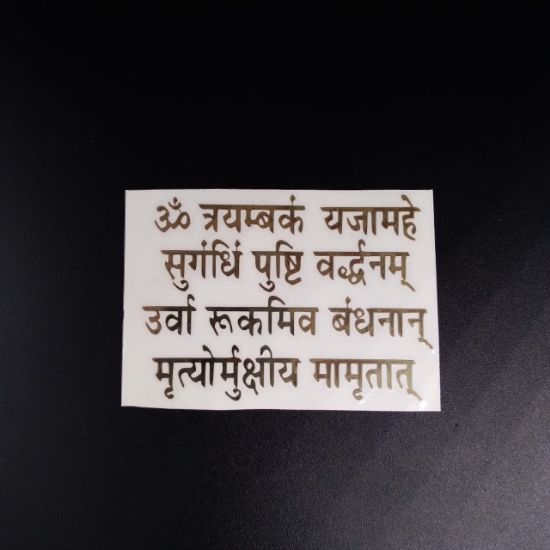 ॐ त्रयम्बकं यजामहे
सुगंधिं पुष्टि वर्द्धनम्
उर्वा रूकमिव बंधनान्
मृत्योर्मुक्षीय मामृतात्